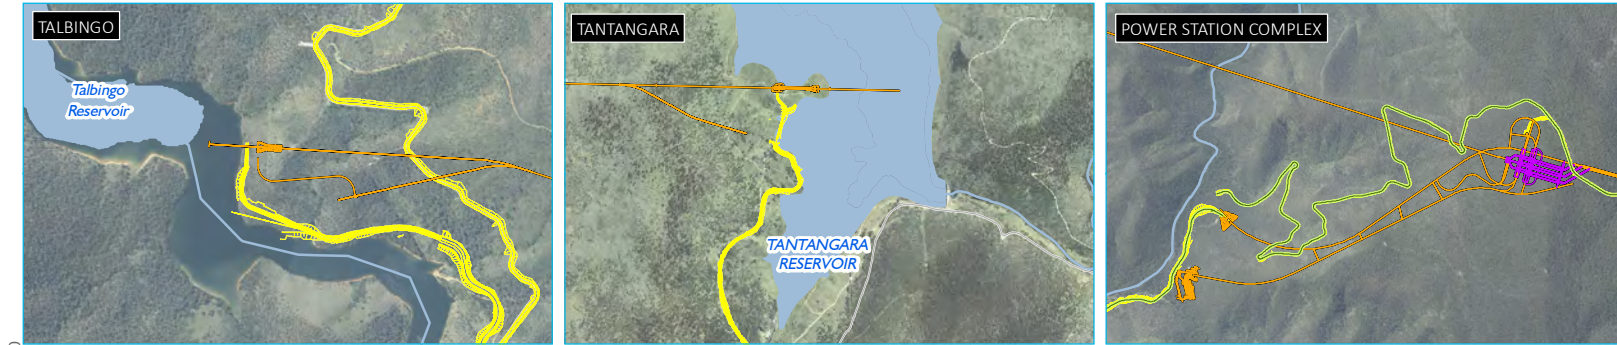 TALBINGO
Talbingo
Reservoir
TANTANGARA
TANTANGARA
RESERVOIR
POWER STATION COMPLEX